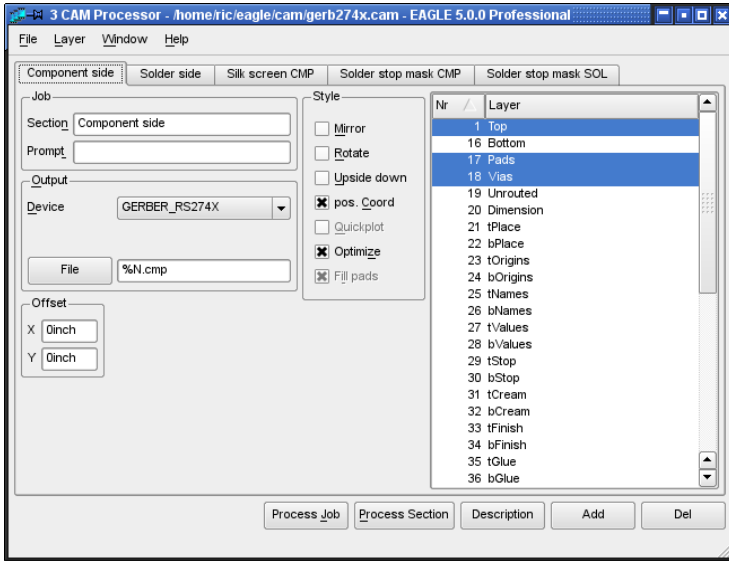 3 CAM Processor - /home/ric/eagle/cam/gerb274x.cam - EAGLE 5.0.0 Professional
File Layer Window Help
Component side Solder side Silk screen CMP Solder stop mask CMP Solder stop mask SOL
Job
Section Component side
Prompt
Output
Device GERBER_RS274X
File %N.cmp
Offset
X 0inch
Y 0inch
Style
Mirror
Rotate
Upside down
pos. Coord
Quickplot
Optimize
Fill pads
Nr Layer
1 Top
16 Bottom
17 Pads
18 Vias
19 Unrouted
20 Dimension
21 tPlace
22 bPlace
23 tOrigins
24 bOrigins
25 tNames
26 bNames
27 tValues
28 bValues
29 tStop
30 bStop
31 tCream
32 bCream
33 tFinish
34 bFinish
35 tGlue
36 bGlue
Process Job Process Section Description Add Del